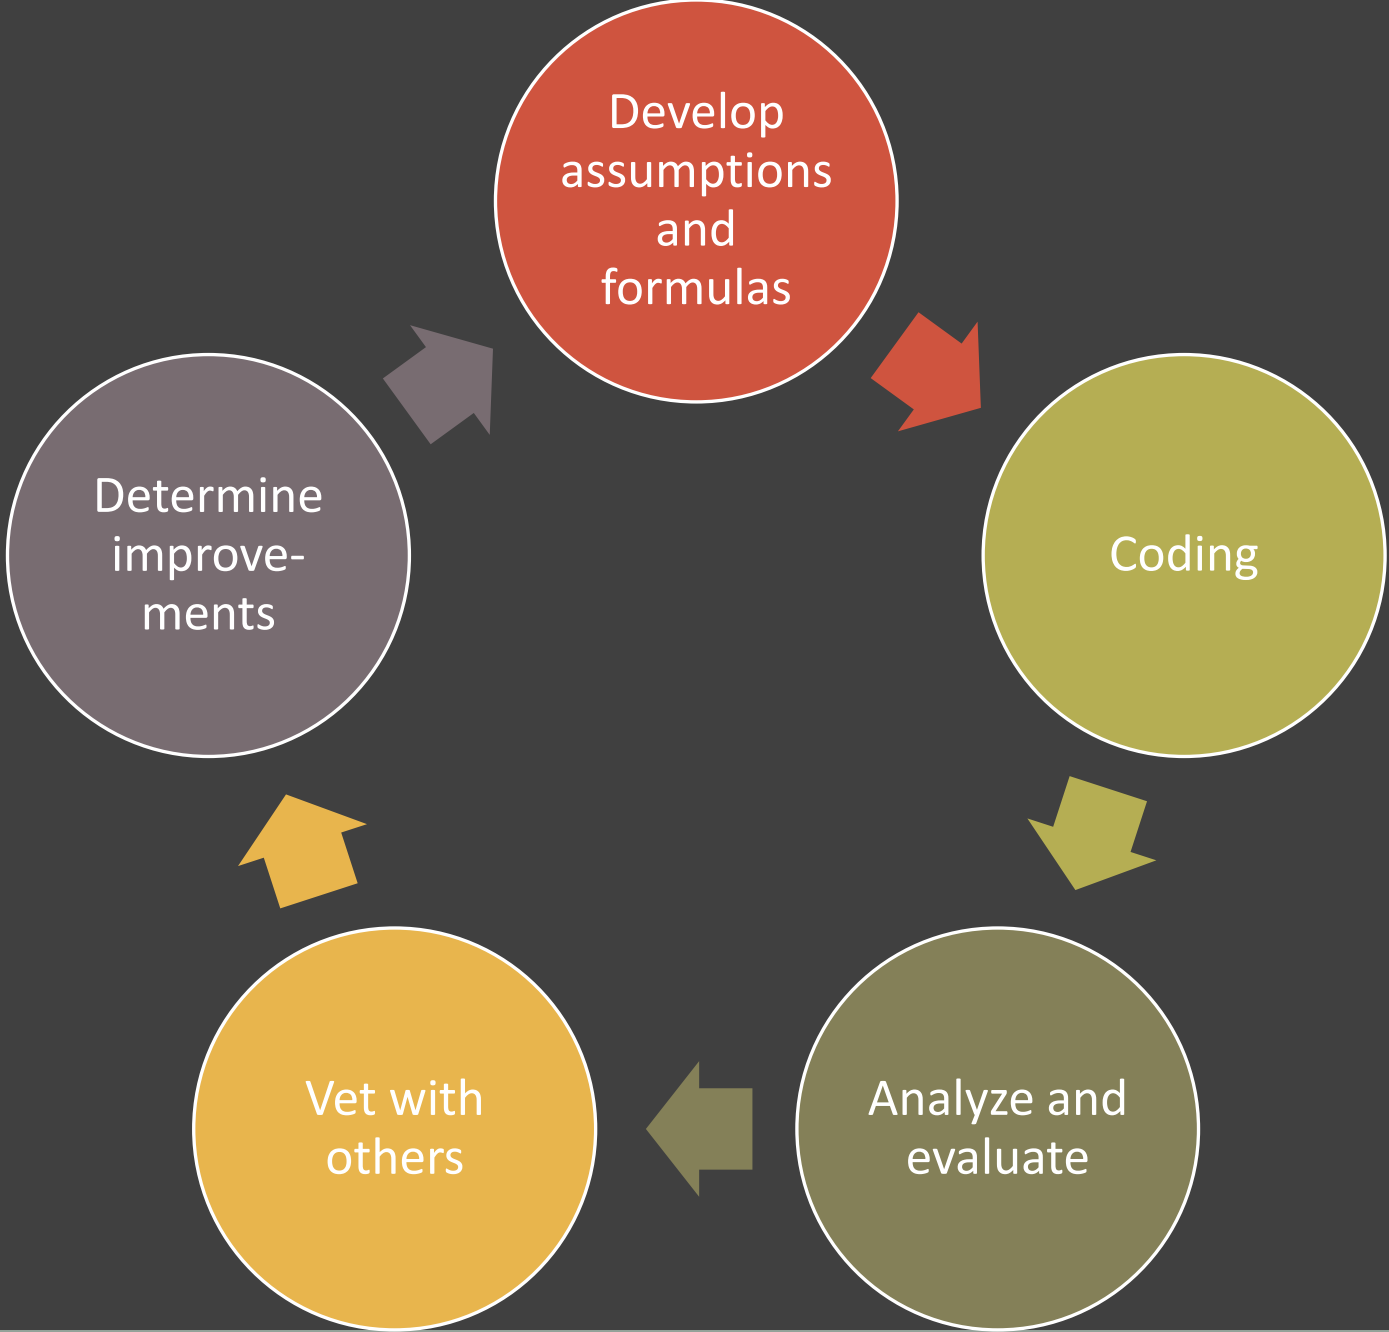 Develop
assumptions
and
formulas
Coding
Analyze and
evaluate
Vet with
others
Determine
improve-
ments